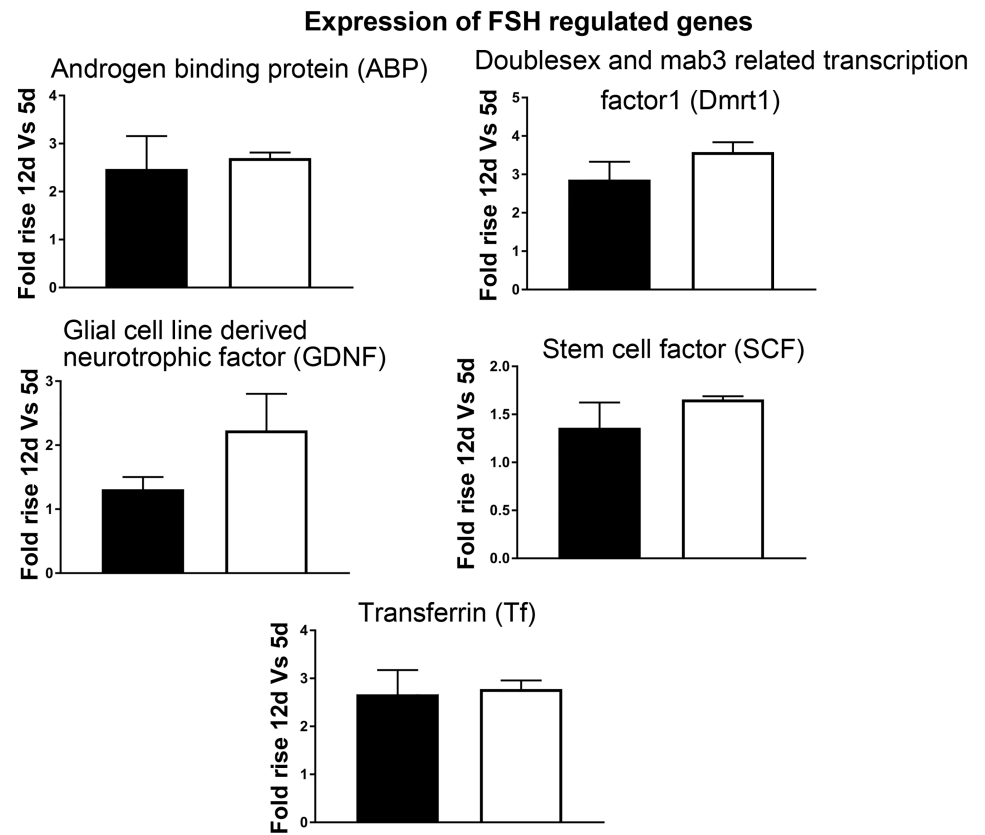 Expression of FSH regulated genes
Androgen binding protein (ABP)
Fold rise 12d Vs 5d
4
3
2
1
0
Doublesex and mab3 related transcription
factor1 (Dmrt1)
Fold rise 12d Vs 5d
5
4
3
2
1
0
Glial cell line derived
neurotrophic factor (GDNF)
Fold rise 12d Vs 5d
3
2
1
0
Stem cell factor (SCF)
Fold rise 12d Vs 5d
2.0
1.5
1.0
0.5
0.0
Transferrin (Tf)
Fold rise 12d Vs 5d
4
3
2
1
0